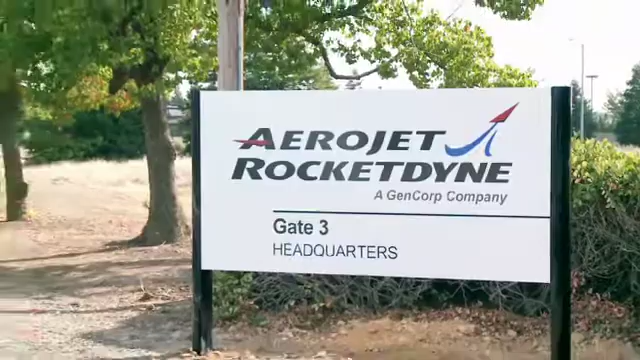 AEROJET
ROCKETDYNE
A GenCorp Company
Gate 3
HEADQUARTERS